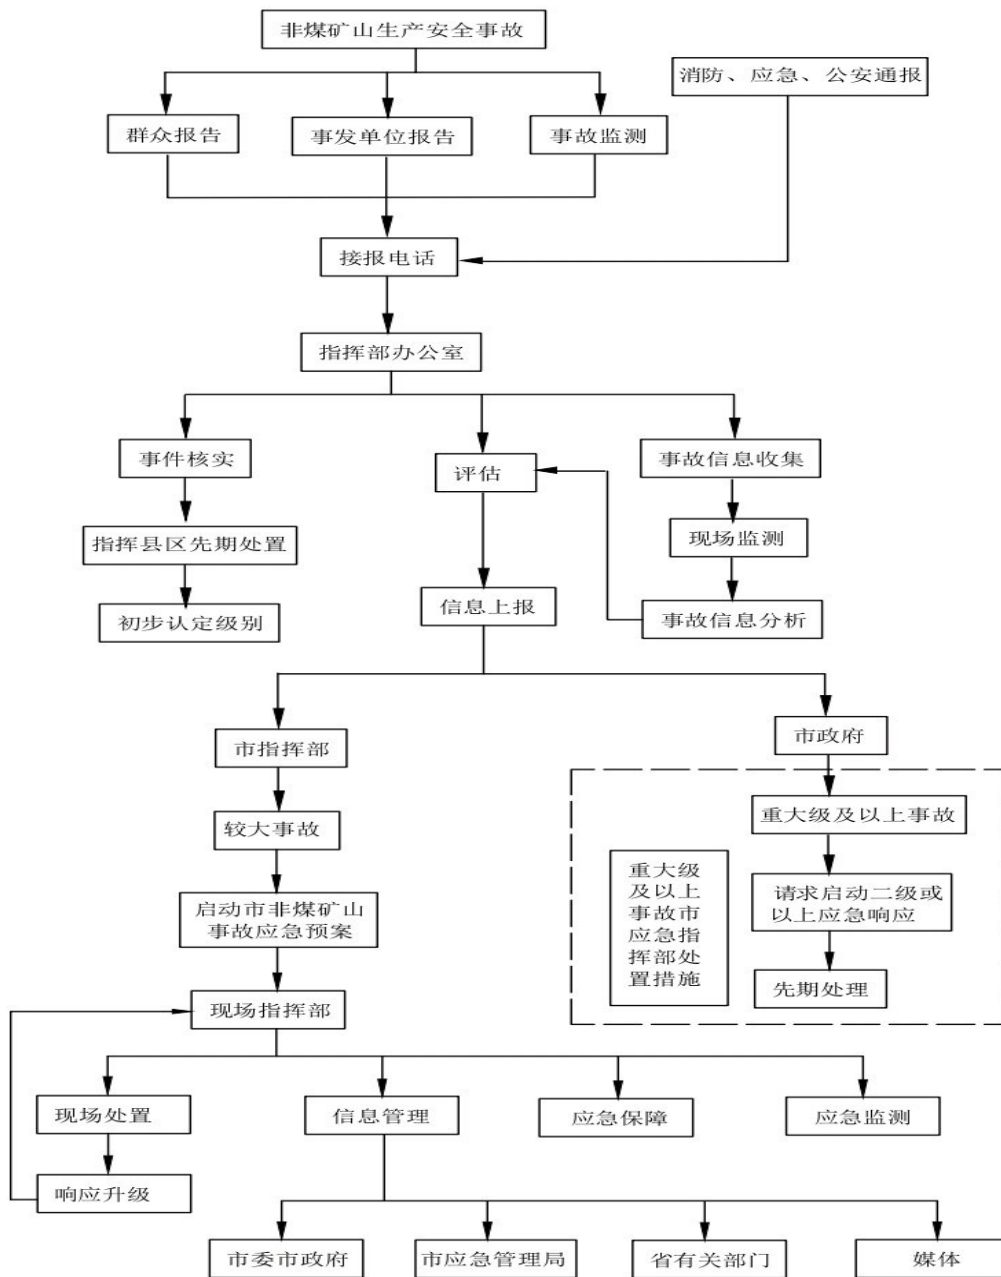 非煤矿山生产安全事故
消防、应急、公安通报
群众报告
事发单位报告
事故监测
接报电话
指挥部办公室
事件核实
评估
事故信息收集
指挥县区先期处置
现场监测
信息上报
初步认定级别
事故信息分析
市指挥部
市政府
较大事故
重大级及以上事故
重大级
及以上
事故市
应急指
挥部处
置措施
请求启动二级或
以上应急响应
启动市非煤矿山
事故应急预案
先期处理
现场指挥部
现场处置
信息管理
应急保障
应急监测
响应升级
市委市政府
市应急管理局
省有关部门
媒体